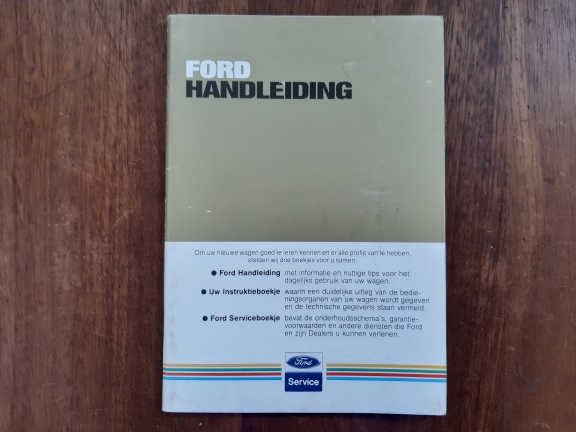 FORD
HANDLEIDING
Om uw nieuwe wagen goed te leren kennen en er alle profijt van te hebben,
stelden wij drie boekjes voor u samen:
● Ford Handleiding met informatie en nuttige tips voor het
dagelijks gebruik van uw wagen.
● Uw Instruktieboekje waarin een duidelijke uitleg van de bedie-
ningsorganen van uw wagen wordt gegeven
en de technische gegevens staan vermeld.
● Ford Serviceboekje bevat de onderhoudsschema's, garantie-
voorwaarden en andere diensten die Ford
en zijn Dealers u kunnen verlenen.
Ford
Service